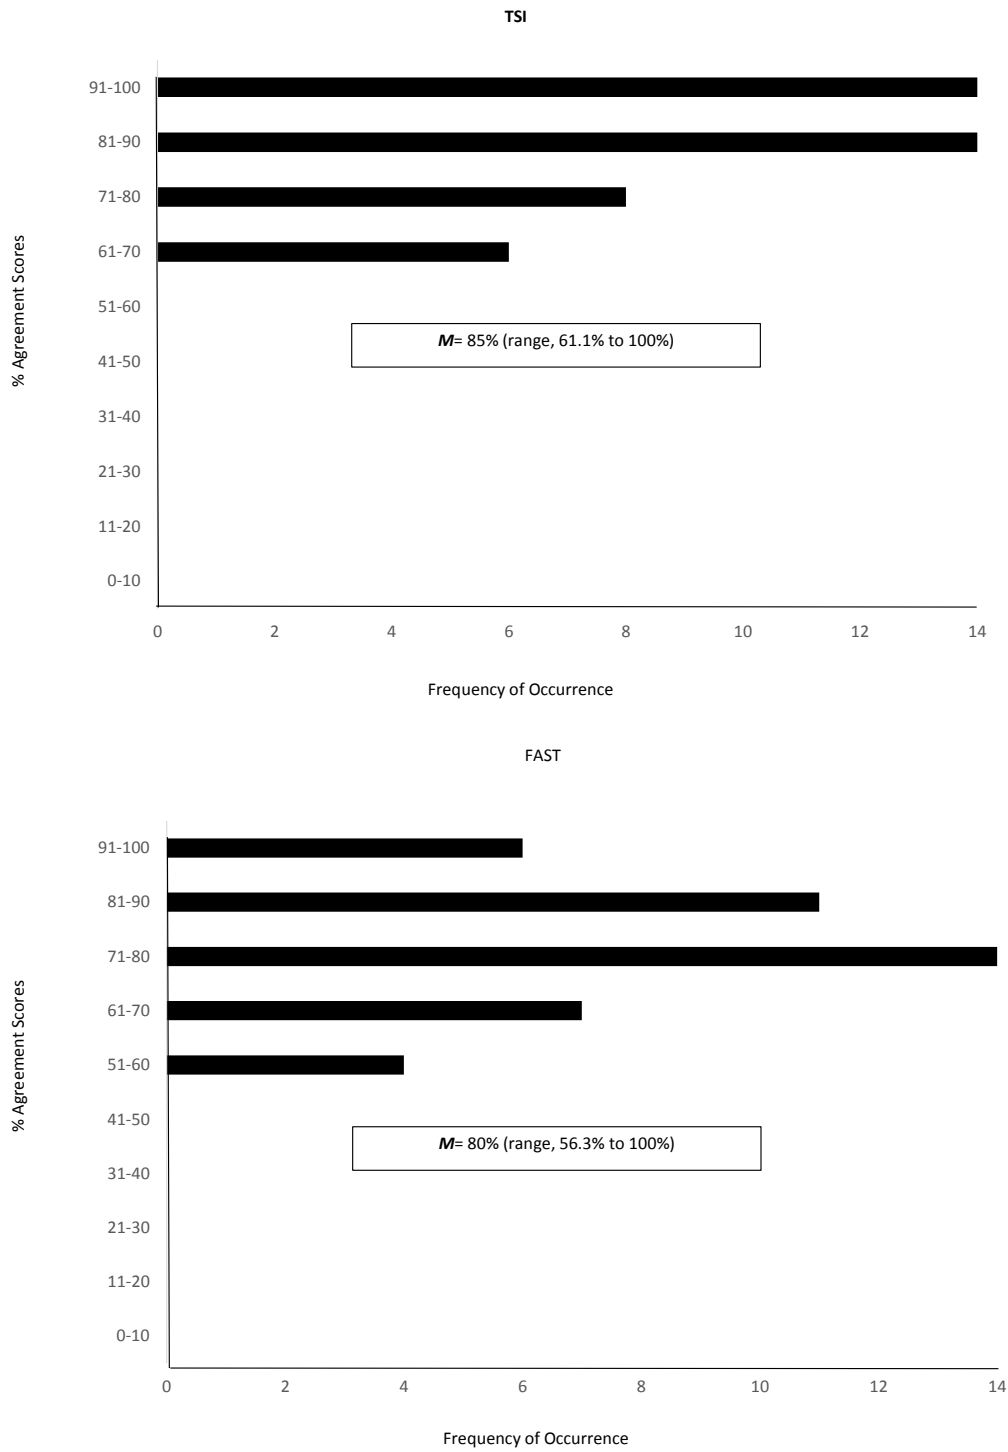 TSI
91-100
81-90
71-80
61-70
51-60
41-50
31-40
21-30
11-20
0-10
% Agreement Scores
M= 85% (range, 61.1% to 100%)
0 2 4 6 8 10 12 14
Frequency of Occurrence
FAST
91-100
81-90
71-80
61-70
51-60
41-50
31-40
21-30
11-20
0-10
% Agreement Scores
M= 80% (range, 56.3% to 100%)
0 2 4 6 8 10 12 14
Frequency of Occurrence